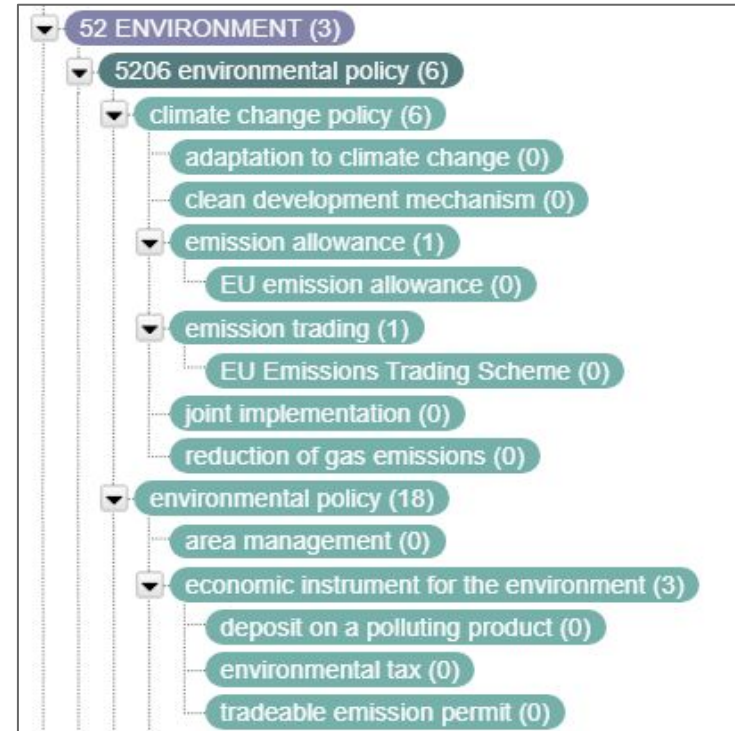 52 ENVIRONMENT (3)
5206 environmental policy (6)
climate change policy (6)
adaptation to climate change (0)
clean development mechanism (0)
emission allowance (1)
EU emission allowance (0)
emission trading (1)
EU Emissions Trading Scheme (0)
joint implementation (0)
reduction of gas emissions (0)
environmental policy (18)
area management (0)
economic instrument for the environment (3)
deposit on a polluting product (0)
environmental tax (0)
tradeable emission permit (0)